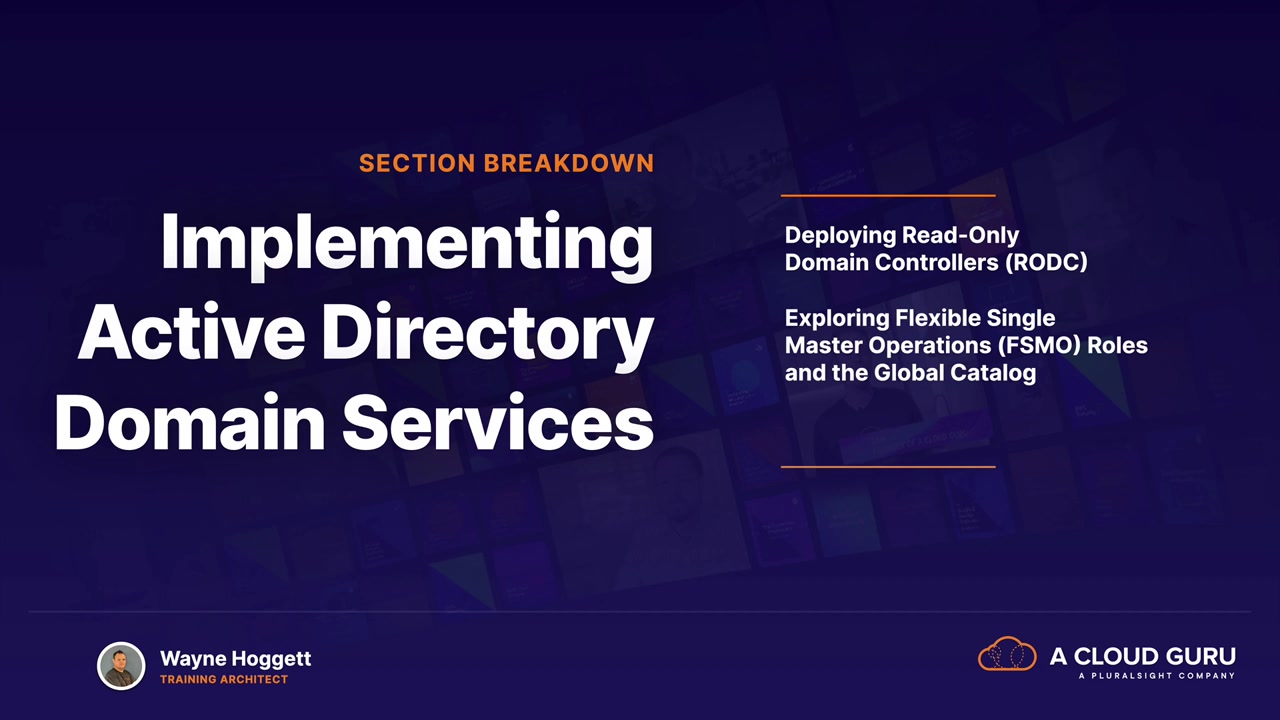 SECTION BREAKDOWN
Implementing
Active Directory
Domain Services
Deploying Read-Only
Domain Controllers (RODC)
Exploring Flexible Single
Master Operations (FSMO) Roles
and the Global Catalog
Wayne Hoggett
TRAINING ARCHITECT
A CLOUD GURU
A PLURALSIGHT COMPANY